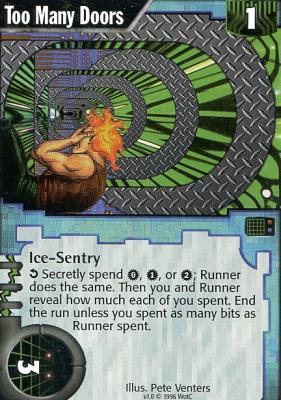 Too Many Doors
1
Ice-Sentry
Secretly spend 0, 1, or 2; Runner
does the same. Then you and Runner
reveal how much each of you spent. End
the run unless you spent as many bits as
Runner spent.
3
Illus. Pete Venters
v1.0 © 1996 WotC